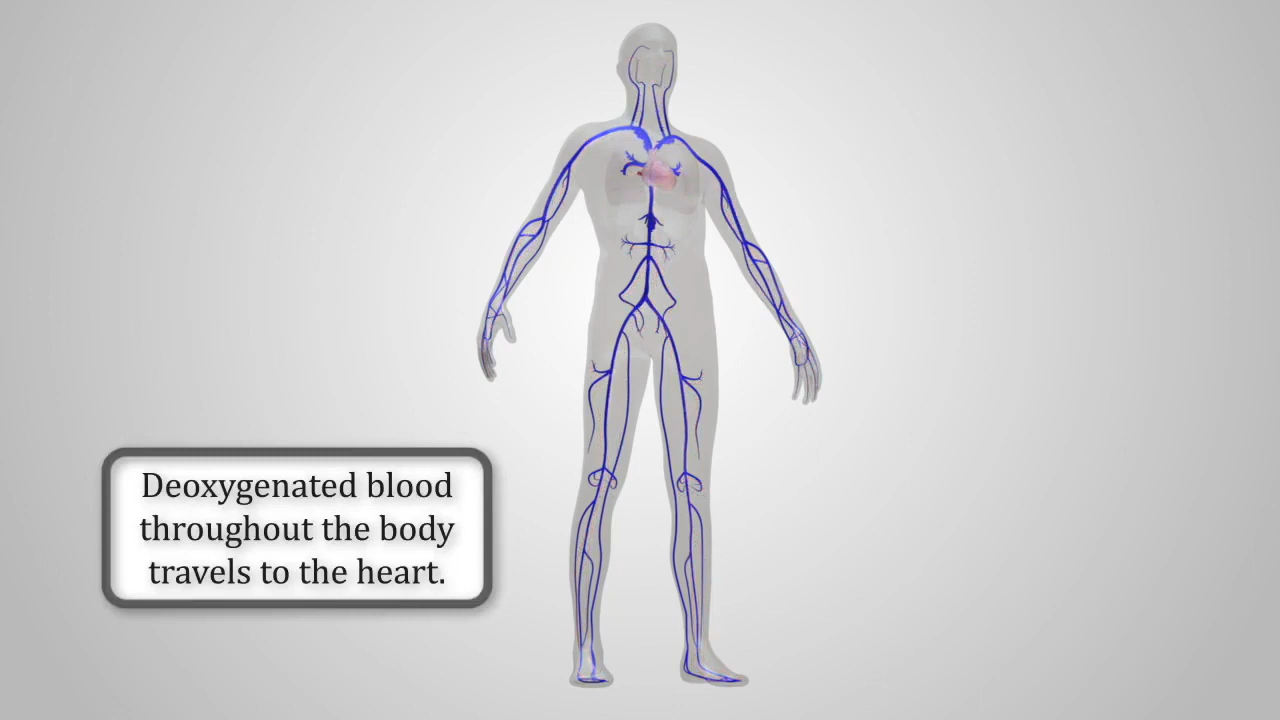 Deoxygenated blood
throughout the body
travels to the heart.